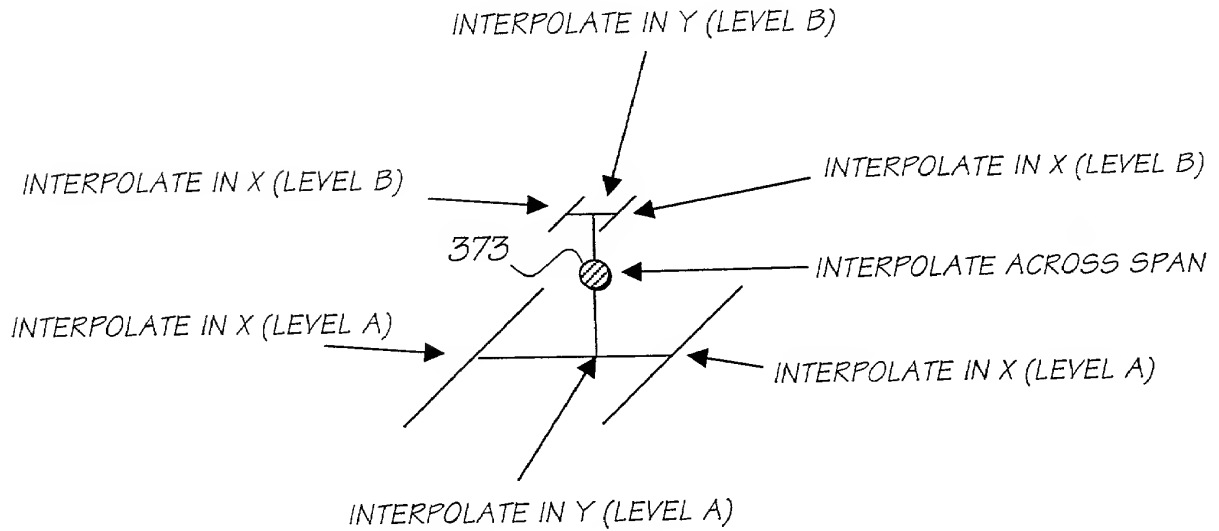 INTERPOLATE IN Y (LEVEL B)
INTERPOLATE IN X (LEVEL B)
INTERPOLATE IN X (LEVEL B)
373
INTERPOLATE ACROSS SPAN
INTERPOLATE IN X (LEVEL A)
INTERPOLATE IN X (LEVEL A)
INTERPOLATE IN Y (LEVEL A)